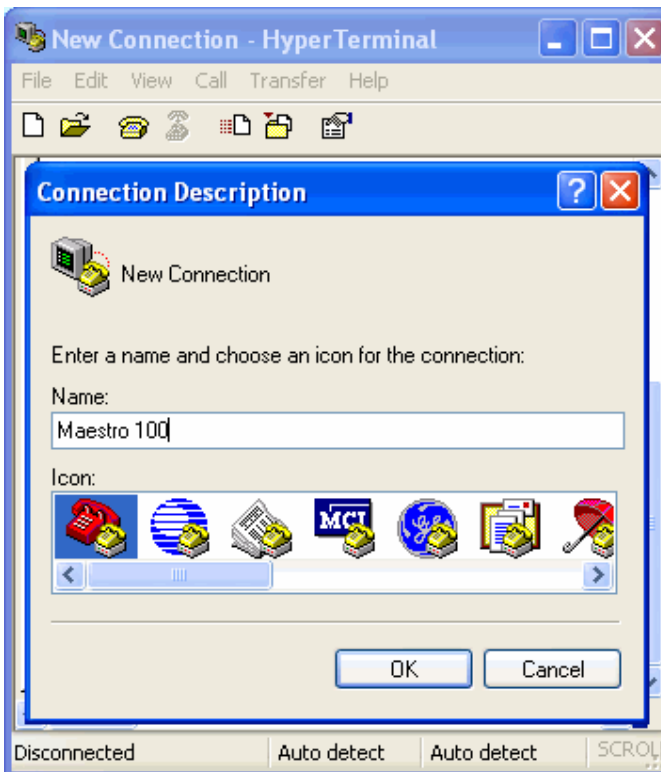 New Connection - HyperTerminal
File Edit View Call Transfer Help
Connection Description
New Connection
Enter a name and choose an icon for the connection:
Name:
Maestro 100
Icon:
MCI
OK Cancel
Disconnected Auto detect Auto detect SCROL